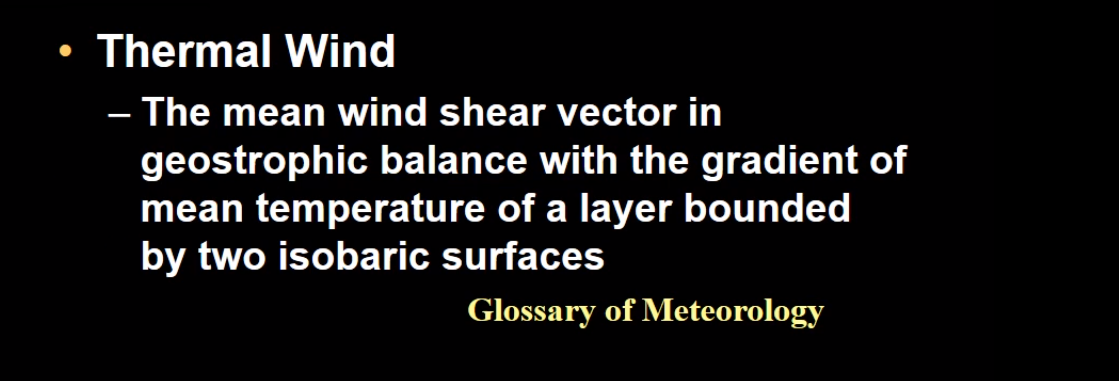 • Thermal Wind
– The mean wind shear vector in
geostrophic balance with the gradient of
mean temperature of a layer bounded
by two isobaric surfaces
Glossary of Meteorology